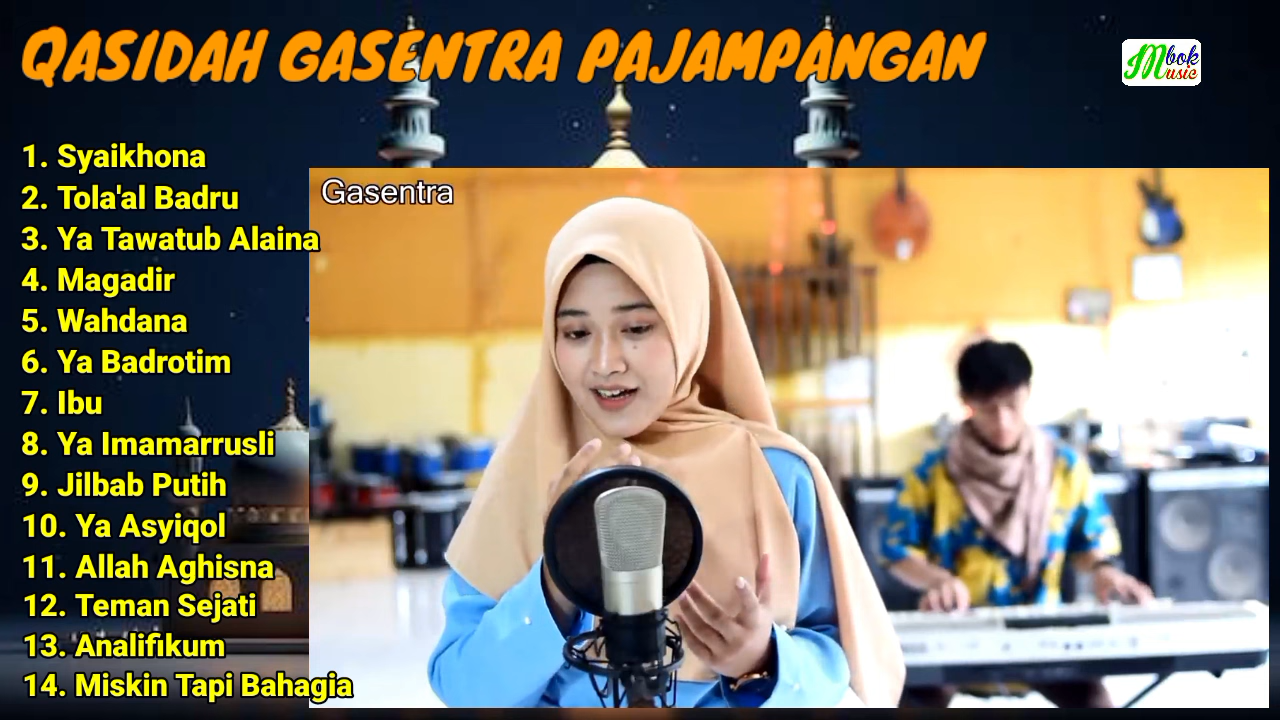 QASIDAH GASENTRA PAJAMPANGAN
Mbok
Music
1. Syaikhona
2. Tola'al Badru
3. Ya Tawatub Alaina
4. Magadir
5. Wahdana
6. Ya Badrotim
7. Ibu
8. Ya Imamarrusli
9. Jilbab Putih
10. Ya Asyiqol
11. Allah Aghisna
12. Teman Sejati
13. Analifikum
14. Miskin Tapi Bahagia
Gasentra